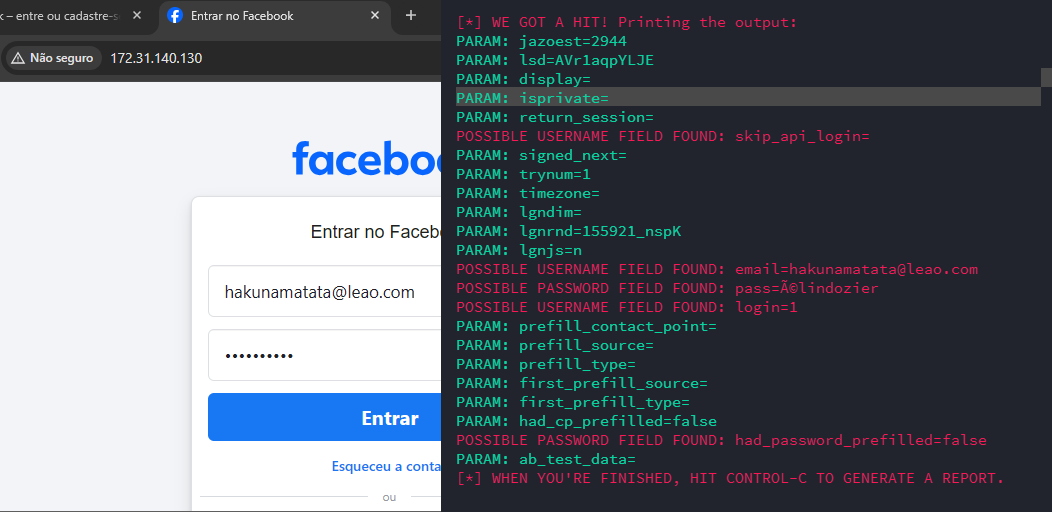 k – entre ou cadastre-s
Entrar no Facebook
Não seguro
172.31.140.130
facebo
Entrar no Faceb
hakunamatata@leao.com
••••••••••
Entrar
Esqueceu a conta
ou
[*] WE GOT A HIT! Printing the output:
PARAM: jazoest=2944
PARAM: lsd=AVr1aqpYLJE
PARAM: display=
PARAM: isprivate=
PARAM: return_session=
POSSIBLE USERNAME FIELD FOUND: skip_api_login=
PARAM: signed_next=
PARAM: trynum=1
PARAM: timezone=
PARAM: lgndim=
PARAM: lgnrnd=155921_nspK
PARAM: lgnjs=n
POSSIBLE USERNAME FIELD FOUND: email=hakunamatata@leao.com
POSSIBLE PASSWORD FIELD FOUND: pass=Ã©lindozier
POSSIBLE USERNAME FIELD FOUND: login=1
PARAM: prefill_contact_point=
PARAM: prefill_source=
PARAM: prefill_type=
PARAM: first_prefill_source=
PARAM: first_prefill_type=
PARAM: had_cp_prefilled=false
POSSIBLE PASSWORD FIELD FOUND: had_password_prefilled=false
PARAM: ab_test_data=
[*] WHEN YOU'RE FINISHED, HIT CONTROL-C TO GENERATE A REPORT.